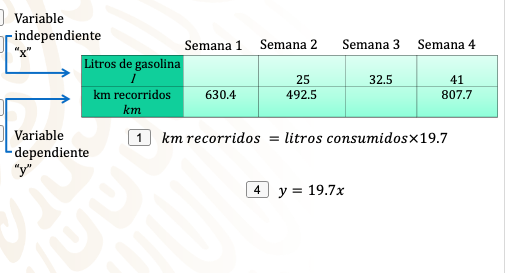 Variable
independiente
“x”
Semana 1 Semana 2 Semana 3 Semana 4
Litros de gasolina
l 25 32.5 41
km recorridos 630.4 492.5 807.7
km
Variable
dependiente
“y”
1 km recorridos = litros consumidos×19.7
4 y = 19.7x